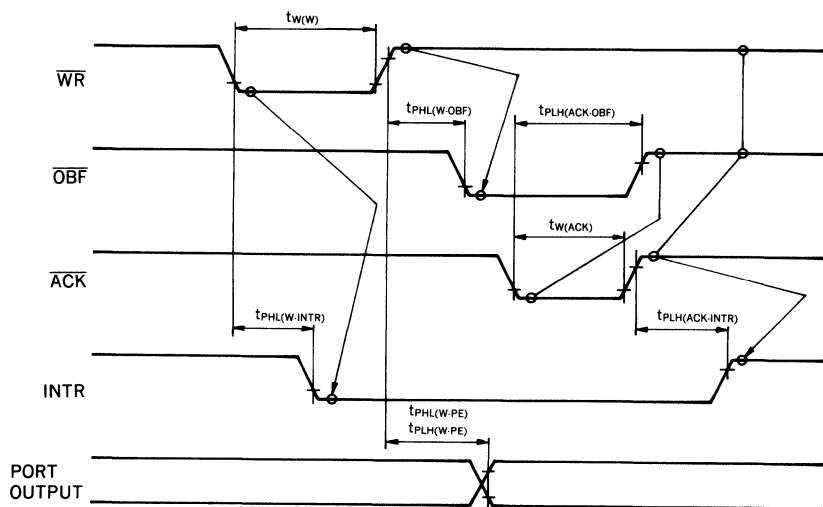 tW(W)
WR
tPHL(W-OBF)
tPLH(ACK-OBF)
OBF
tW(ACK)
ACK
tPHL(W-INTR)
tPLH(ACK-INTR)
INTR
tPHL(W-PE)
tPLH(W-PE)
PORT
OUTPUT